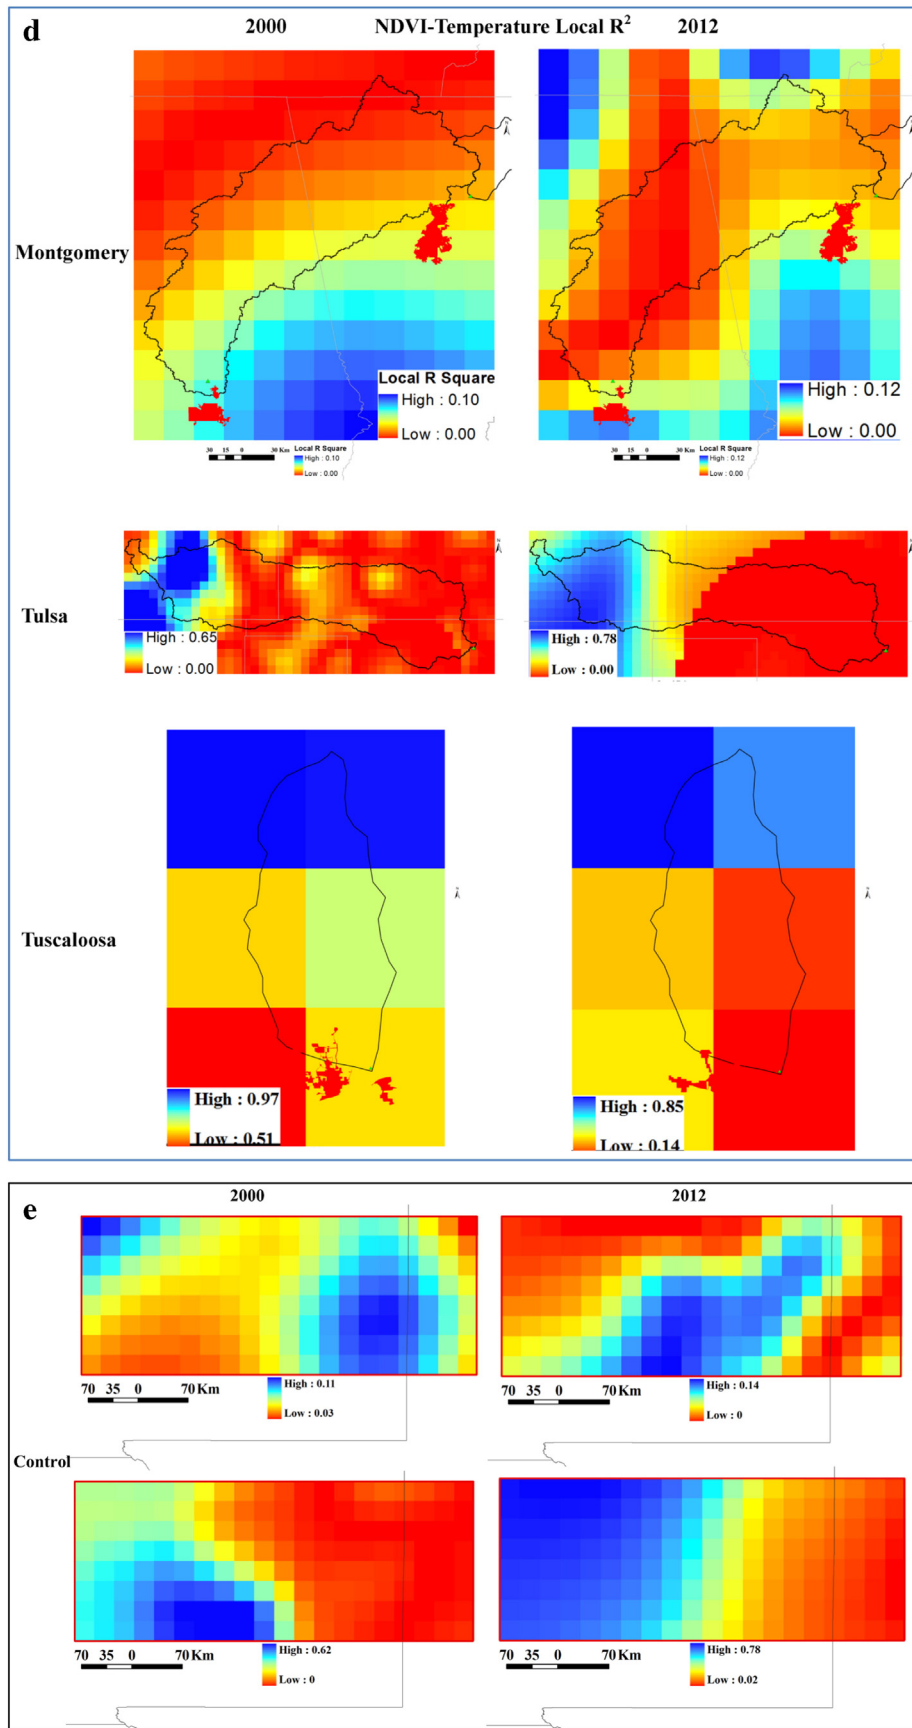 d
NDVI-Temperature Local R²
2000
2012
Montgomery
Local R Square
High : 0.10
Low : 0.00
High : 0.12
Low : 0.00
30 15 0 30 Km
Local R Square
High : 0.10
Low : 0.00
30 15 0 30 Km
Local R Square
High : 0.12
Low : 0.00
Tulsa
High : 0.65
Low : 0.00
High : 0.78
Low : 0.00
Tuscaloosa
High : 0.97
Low : 0.51
High : 0.85
Low : 0.14
e
2000
2012
70 35 0 70 Km
High : 0.11
Low : 0.03
70 35 0 70 Km
High : 0.14
Low : 0
Control
70 35 0 70 Km
High : 0.62
Low : 0
70 35 0 70 Km
High : 0.78
Low : 0.02